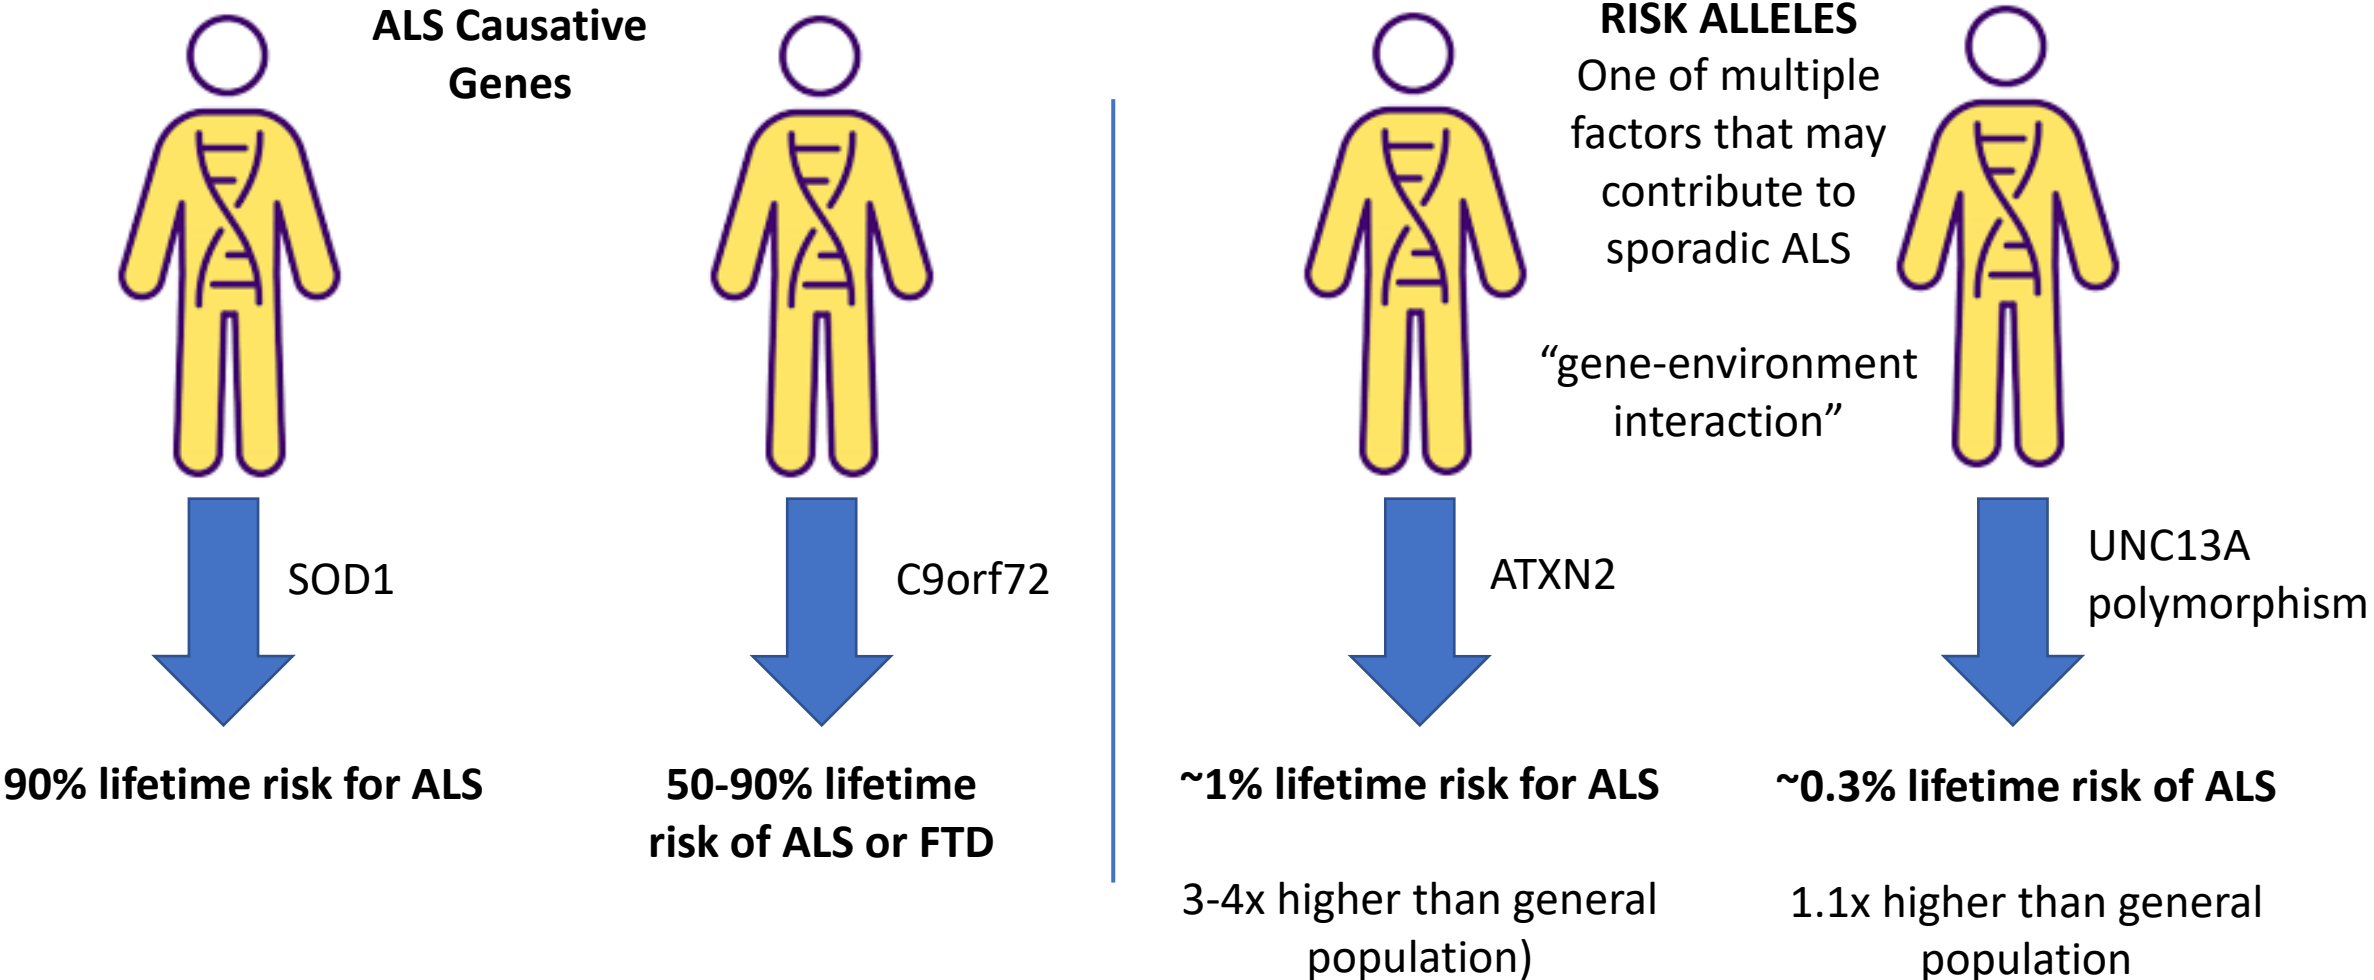 ALS Causative
Genes
SOD1
90% lifetime risk for ALS
C9orf72
50-90% lifetime
risk of ALS or FTD
RISK ALLELES
One of multiple
factors that may
contribute to
sporadic ALS
“gene-environment
interaction”
ATXN2
~1% lifetime risk for ALS
3-4x higher than general
population)
UNC13A
polymorphism
~0.3% lifetime risk of ALS
1.1x higher than general
population